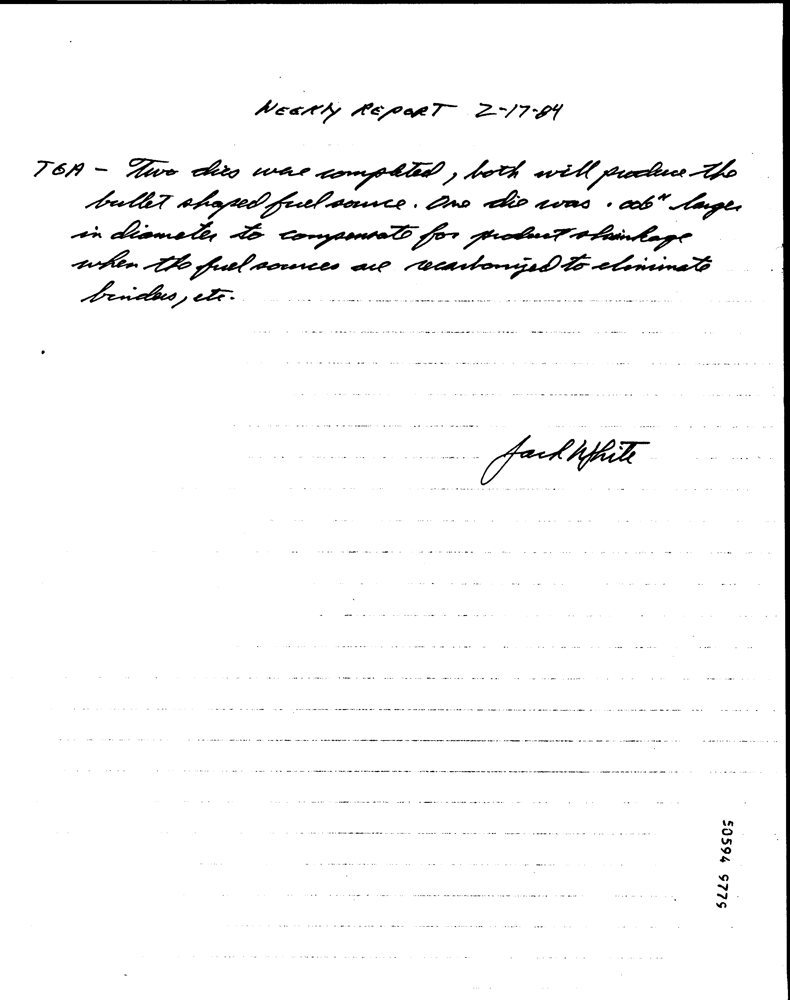 WEEKLY REPORT 2-17-84
TGA - Two dies were completed, both will produce the
bullet shaped fuel source. One die was .006" larger
in diameter to compensate for product shrinkage
when the fuel sources are recarbonized to eliminate
binders, etc.
Jack White
50594 9775